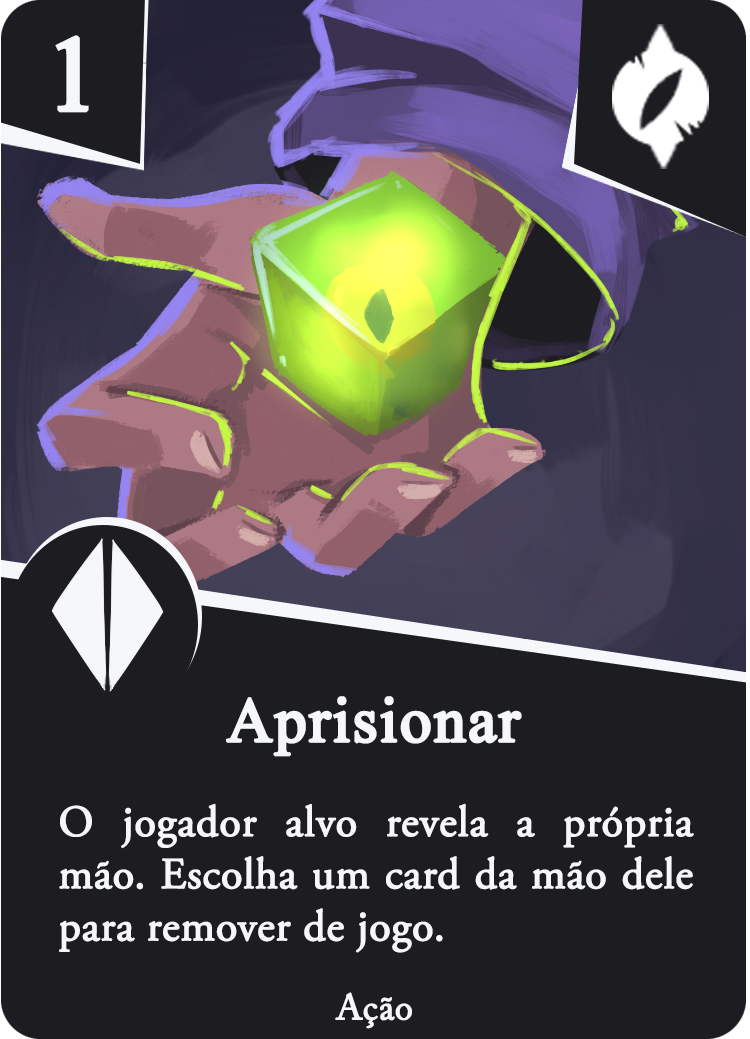 1
Aprisionar
O jogador alvo revela a própria
mão. Escolha um card da mão dele
para remover de jogo.
Ação